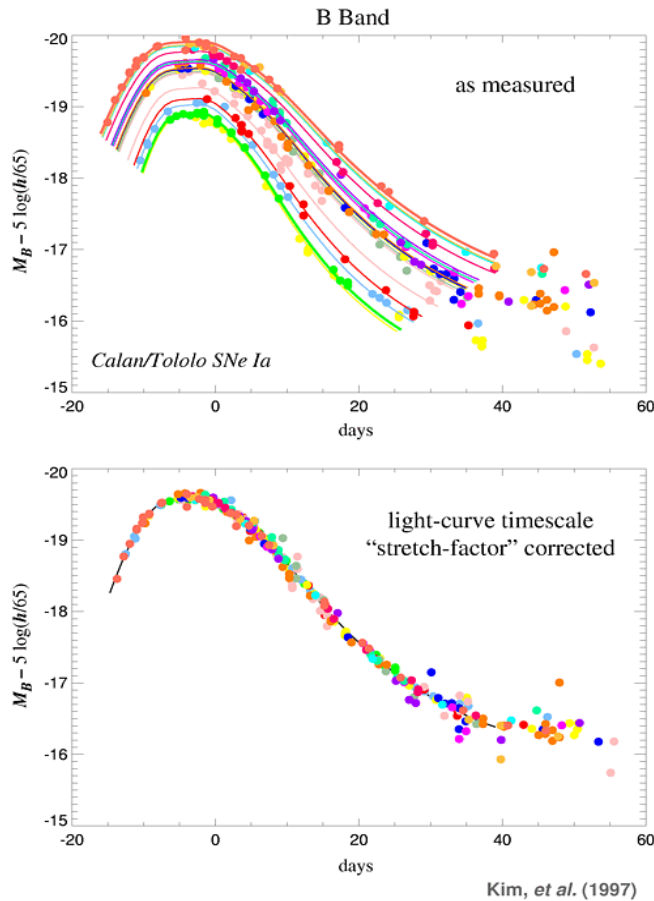 B Band
as measured
-20
-19
-18
-17
-16
-15
M_B – 5 log(h/65)
Calan/Tololo SNe Ia
-20 0 20 40 60
days
light-curve timescale
“stretch-factor” corrected
-20
-19
-18
-17
-16
-15
M_B – 5 log(h/65)
-20 0 20 40 60
days
Kim, et al. (1997)